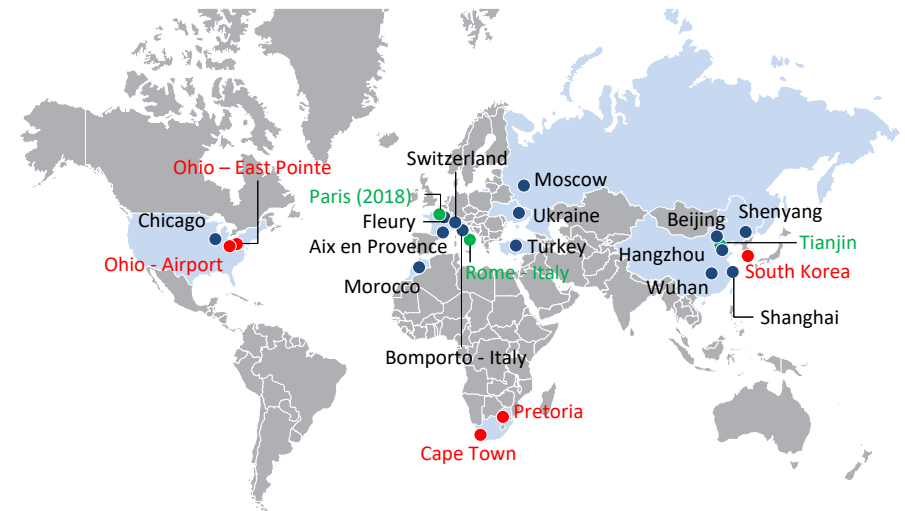 Switzerland
Ohio – East Pointe
Moscow
Paris (2018)
Chicago
Fleury
Ukraine
Beijing
Shenyang
Aix en Provence
Turkey
Tianjin
Ohio - Airport
Rome - Italy
Hangzhou
South Korea
Morocco
Wuhan
Shanghai
Bomporto - Italy
Pretoria
Cape Town